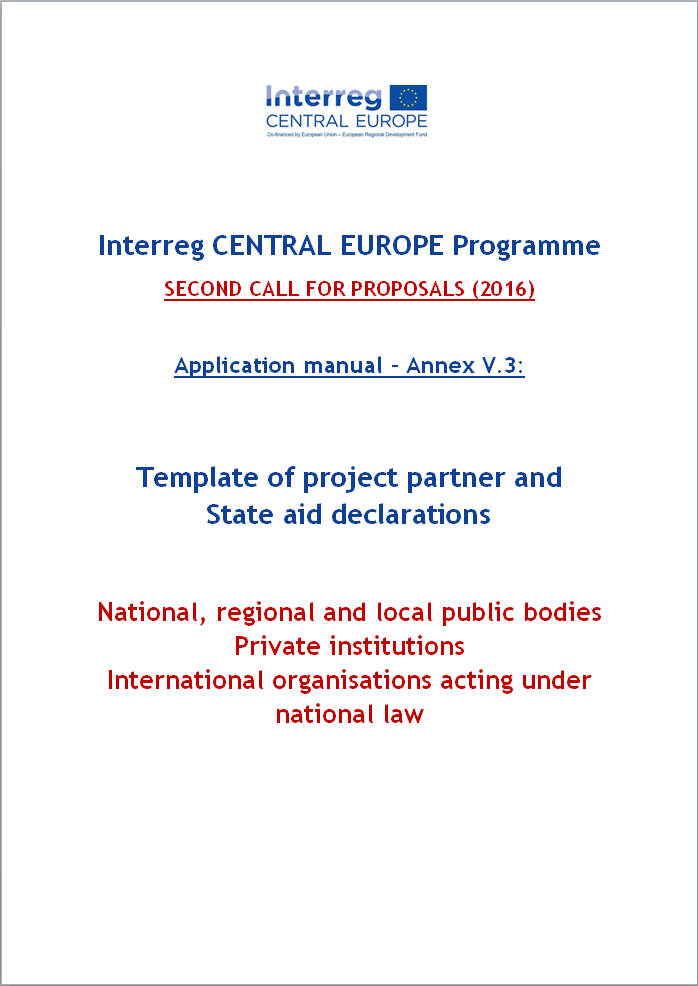 Interreg
CENTRAL EUROPE
Co-financed by European Union – European Regional Development Fund
Interreg CENTRAL EUROPE Programme
SECOND CALL FOR PROPOSALS (2016)
Application manual – Annex V.3:
Template of project partner and
State aid declarations
National, regional and local public bodies
Private institutions
International organisations acting under
national law